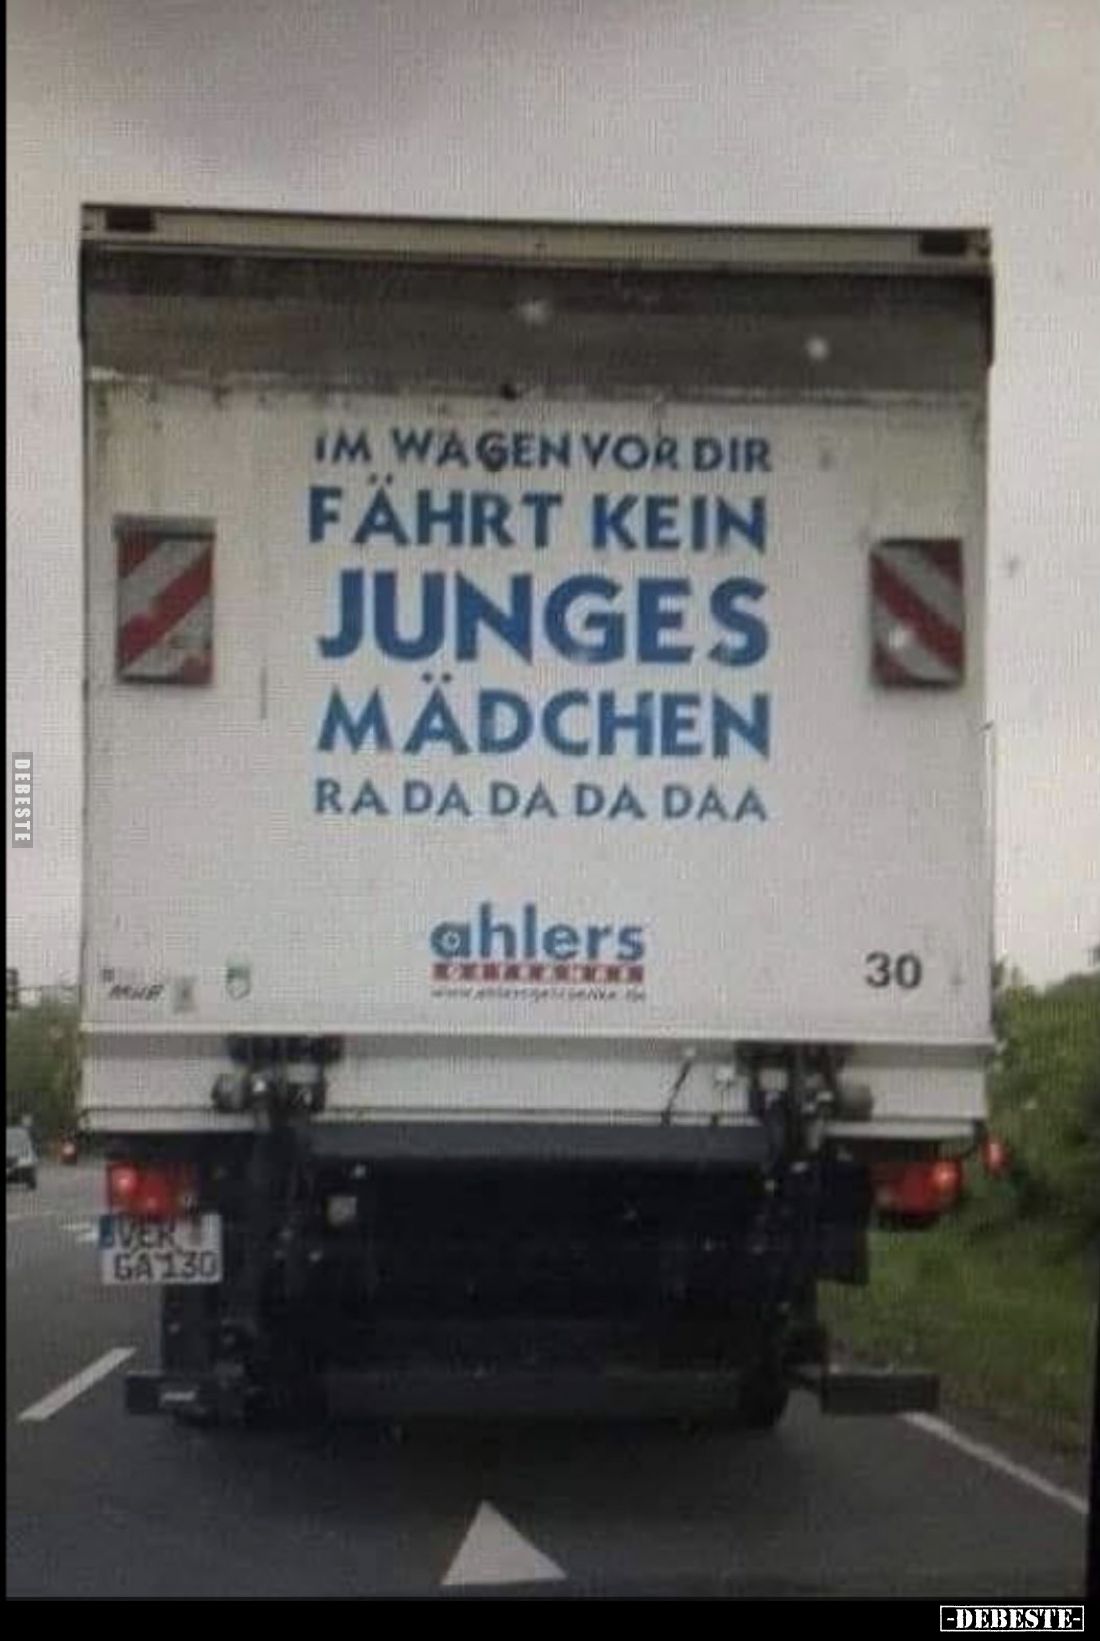 IM WAGEN VOR DIR
FÄHRT KEIN
JUNGES
MÄDCHEN
RA DA DA DA DAA
ahlers
GETRÄNKE
30
VER
GA 130
DEBESTE
-DEBESTE-